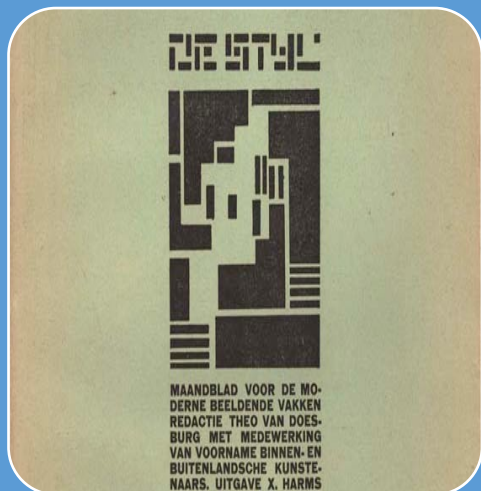 DE STYL
MAANDBLAD VOOR DE MO-
DERNE BEELDENDE VAKKEN
REDACTIE THEO VAN DOES-
BURG MET MEDEWERKING
VAN VOORNAME BINNEN- EN
BUITENLANDSCHE KUNSTE-
NAARS. UITGAVE X. HARMS